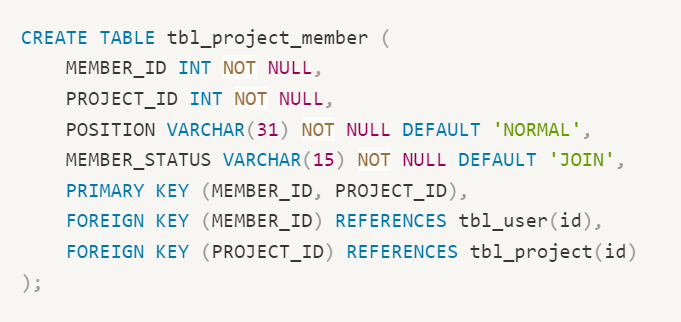 CREATE TABLE tbl_project_member (
    MEMBER_ID INT NOT NULL,
    PROJECT_ID INT NOT NULL,
    POSITION VARCHAR(31) NOT NULL DEFAULT 'NORMAL',
    MEMBER_STATUS VARCHAR(15) NOT NULL DEFAULT 'JOIN',
    PRIMARY KEY (MEMBER_ID, PROJECT_ID),
    FOREIGN KEY (MEMBER_ID) REFERENCES tbl_user(id),
    FOREIGN KEY (PROJECT_ID) REFERENCES tbl_project(id)
);